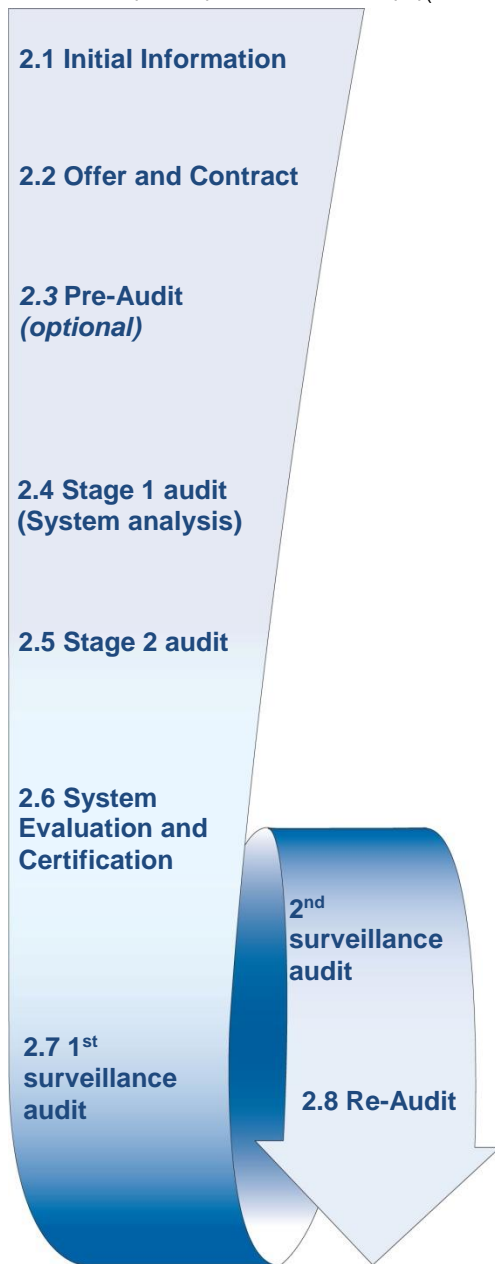 2.1 Initial Information
2.2 Offer and Contract
2.3 Pre-Audit
(optional)
2.4 Stage 1 audit
(System analysis)
2.5 Stage 2 audit
2.6 System
Evaluation and
Certification
2.7 1st
surveillance
audit
2nd
surveillance
audit
2.8 Re-Audit